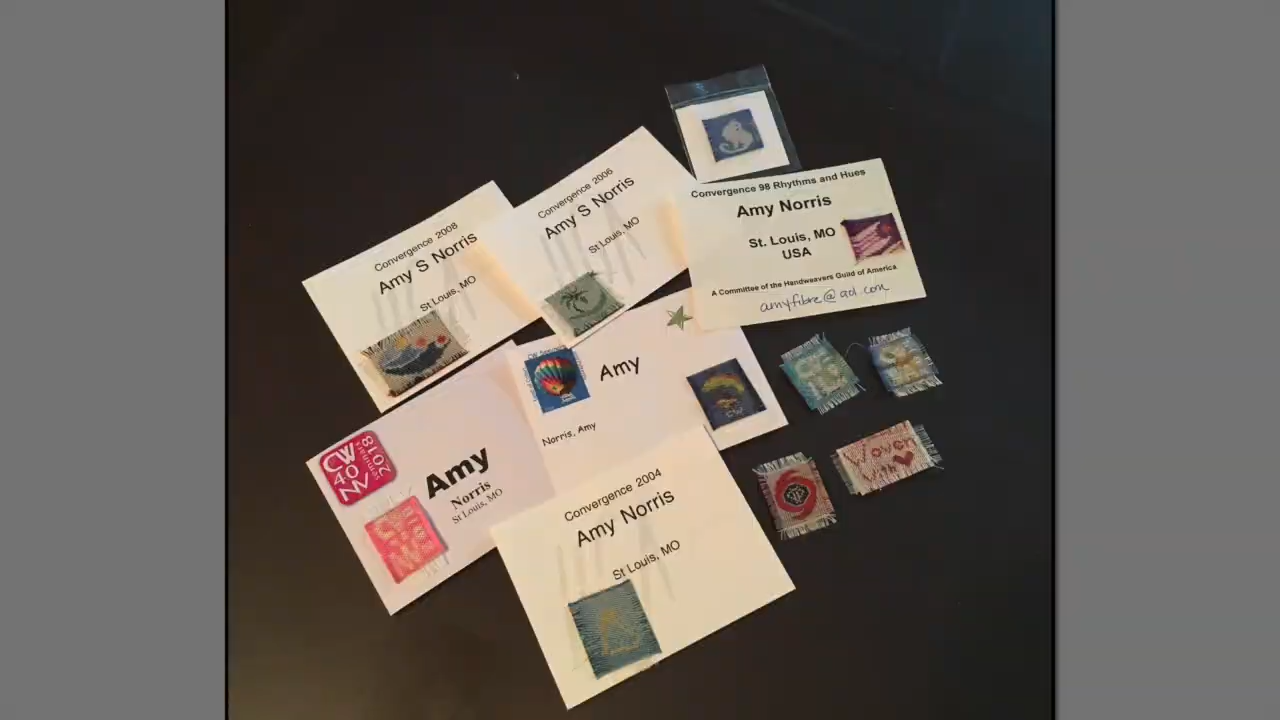 Convergence 98 Rhythms and Hues
Amy Norris
St. Louis, MO
USA
A Committee of the Handweavers Guild of America
amyfibre@aol.com
Convergence 2006
Amy S Norris
St Louis, MO
Convergence 2008
Amy S Norris
St Louis, MO
Amy
Norris, Amy
CW
CW
40
NV
2018
Seminars
Amy
Norris
St Louis, MO
Convergence 2004
Amy Norris
St Louis, MO
Woven
With